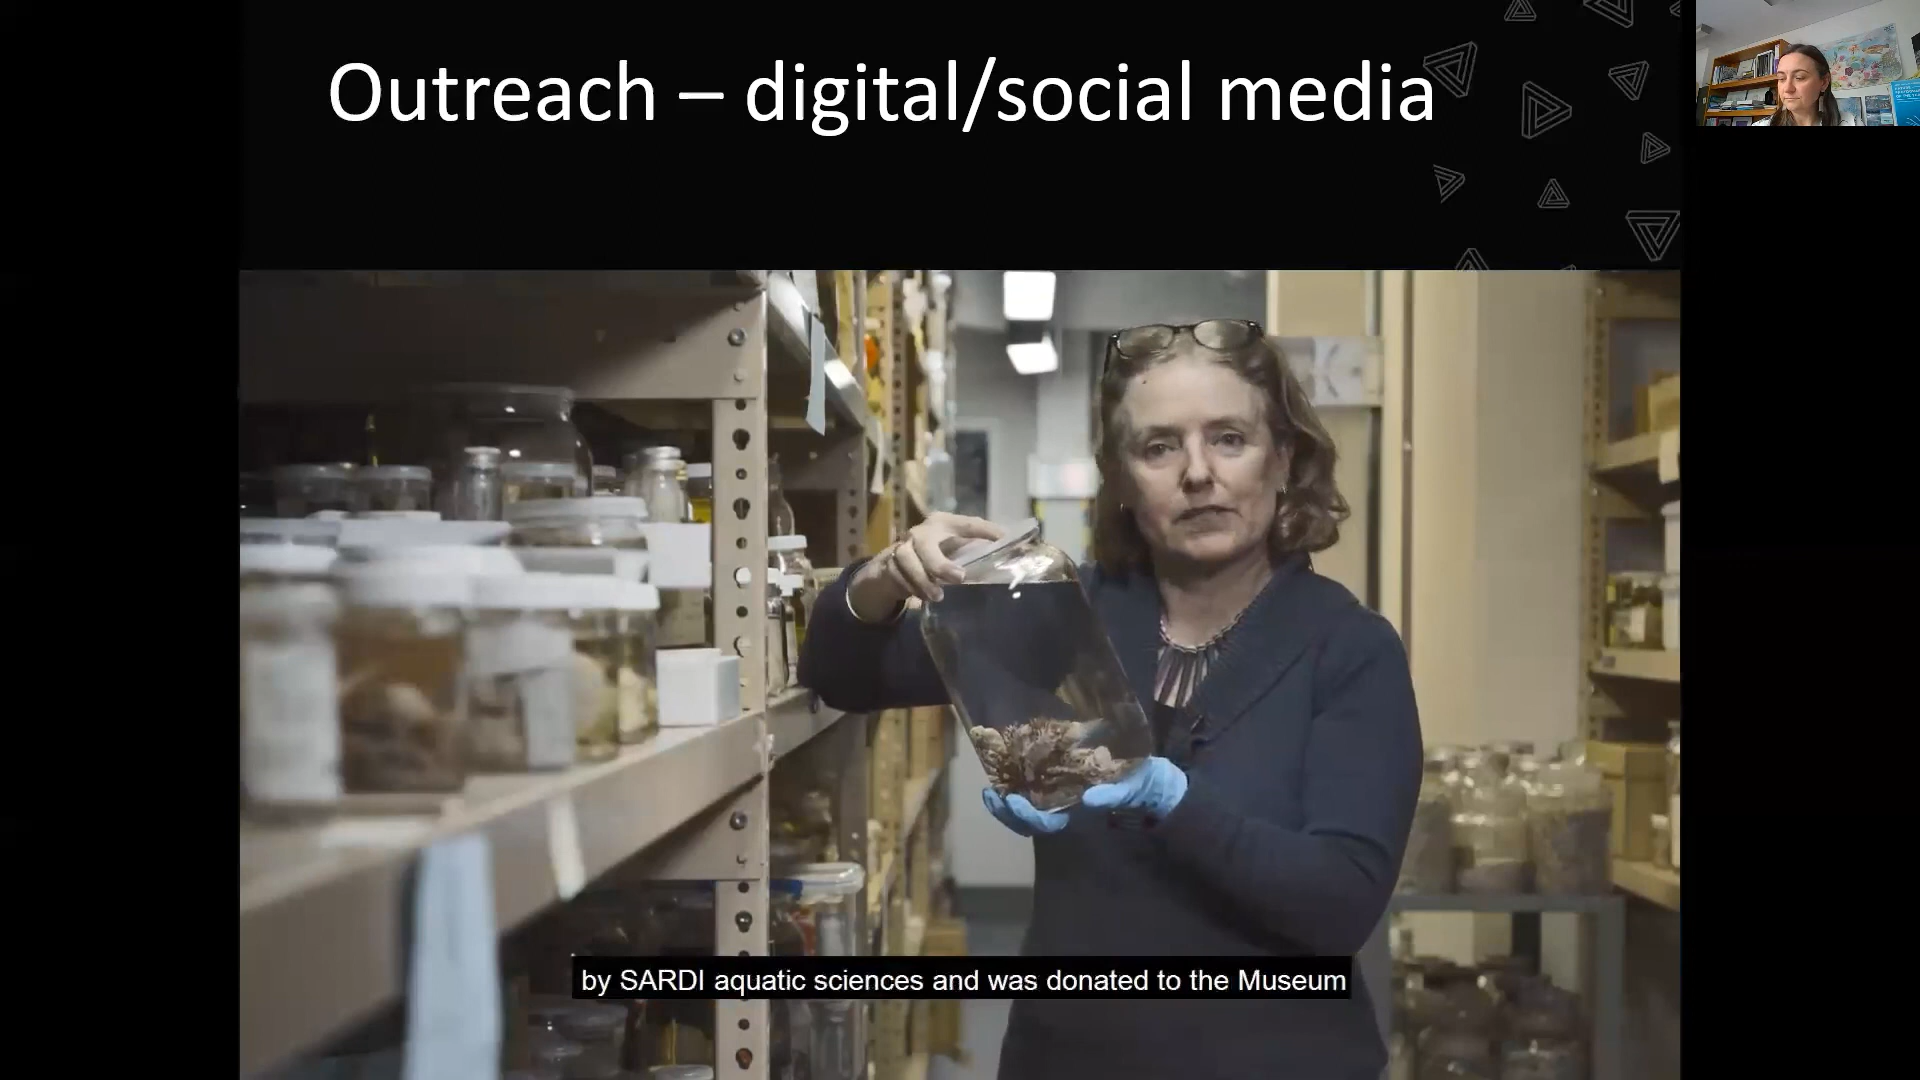 Outreach – digital/social media
by SARDI aquatic sciences and was donated to the Museum